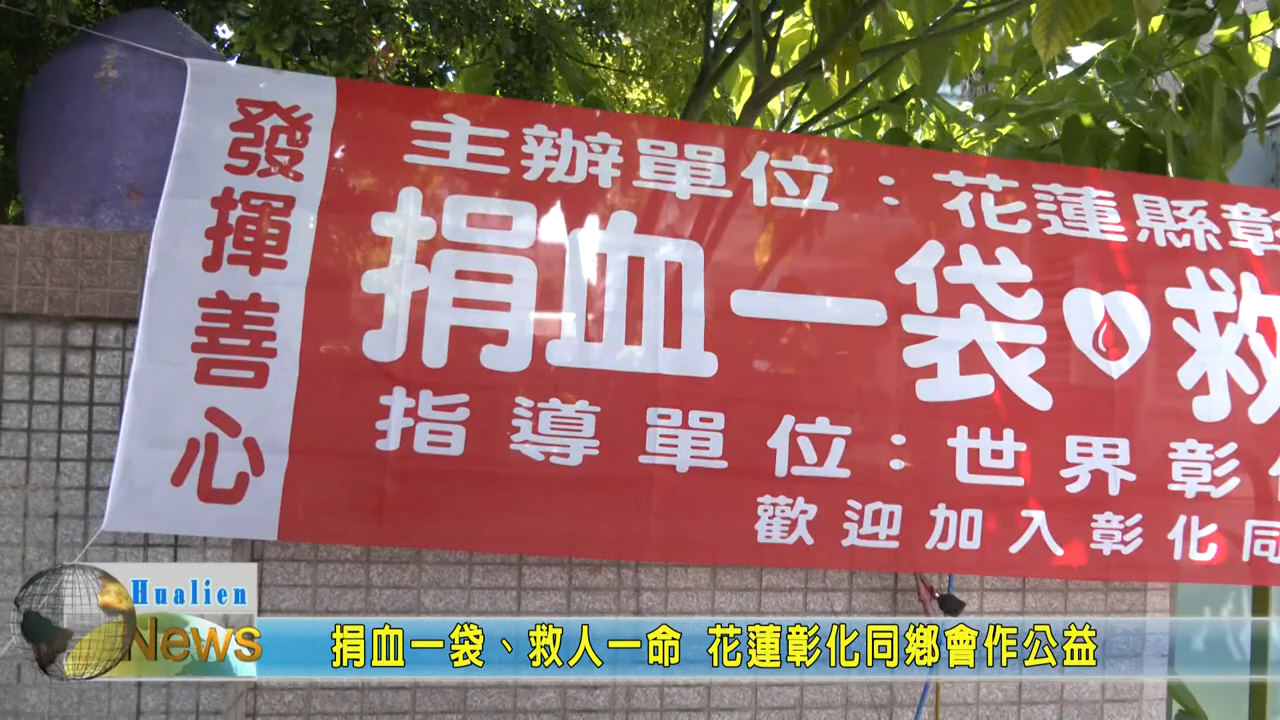 發揮善心
主辦單位：花蓮縣彰
捐血一袋 救
指導單位：世界彰化
歡迎加入彰化同
Hualien
News
捐血一袋、救人一命 花蓮彰化同鄉會作公益